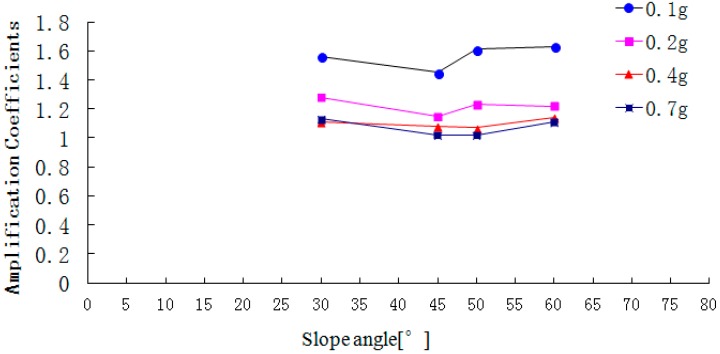 Amplification Coefficients
1.8
1.6
1.4
1.2
1
0.8
0.6
0.4
0.2
0
0 5 10 15 20 25 30 35 40 45 50 55 60 65 70 75 80
Slope angle[° ]
0.1g
0.2g
0.4g
0.7g